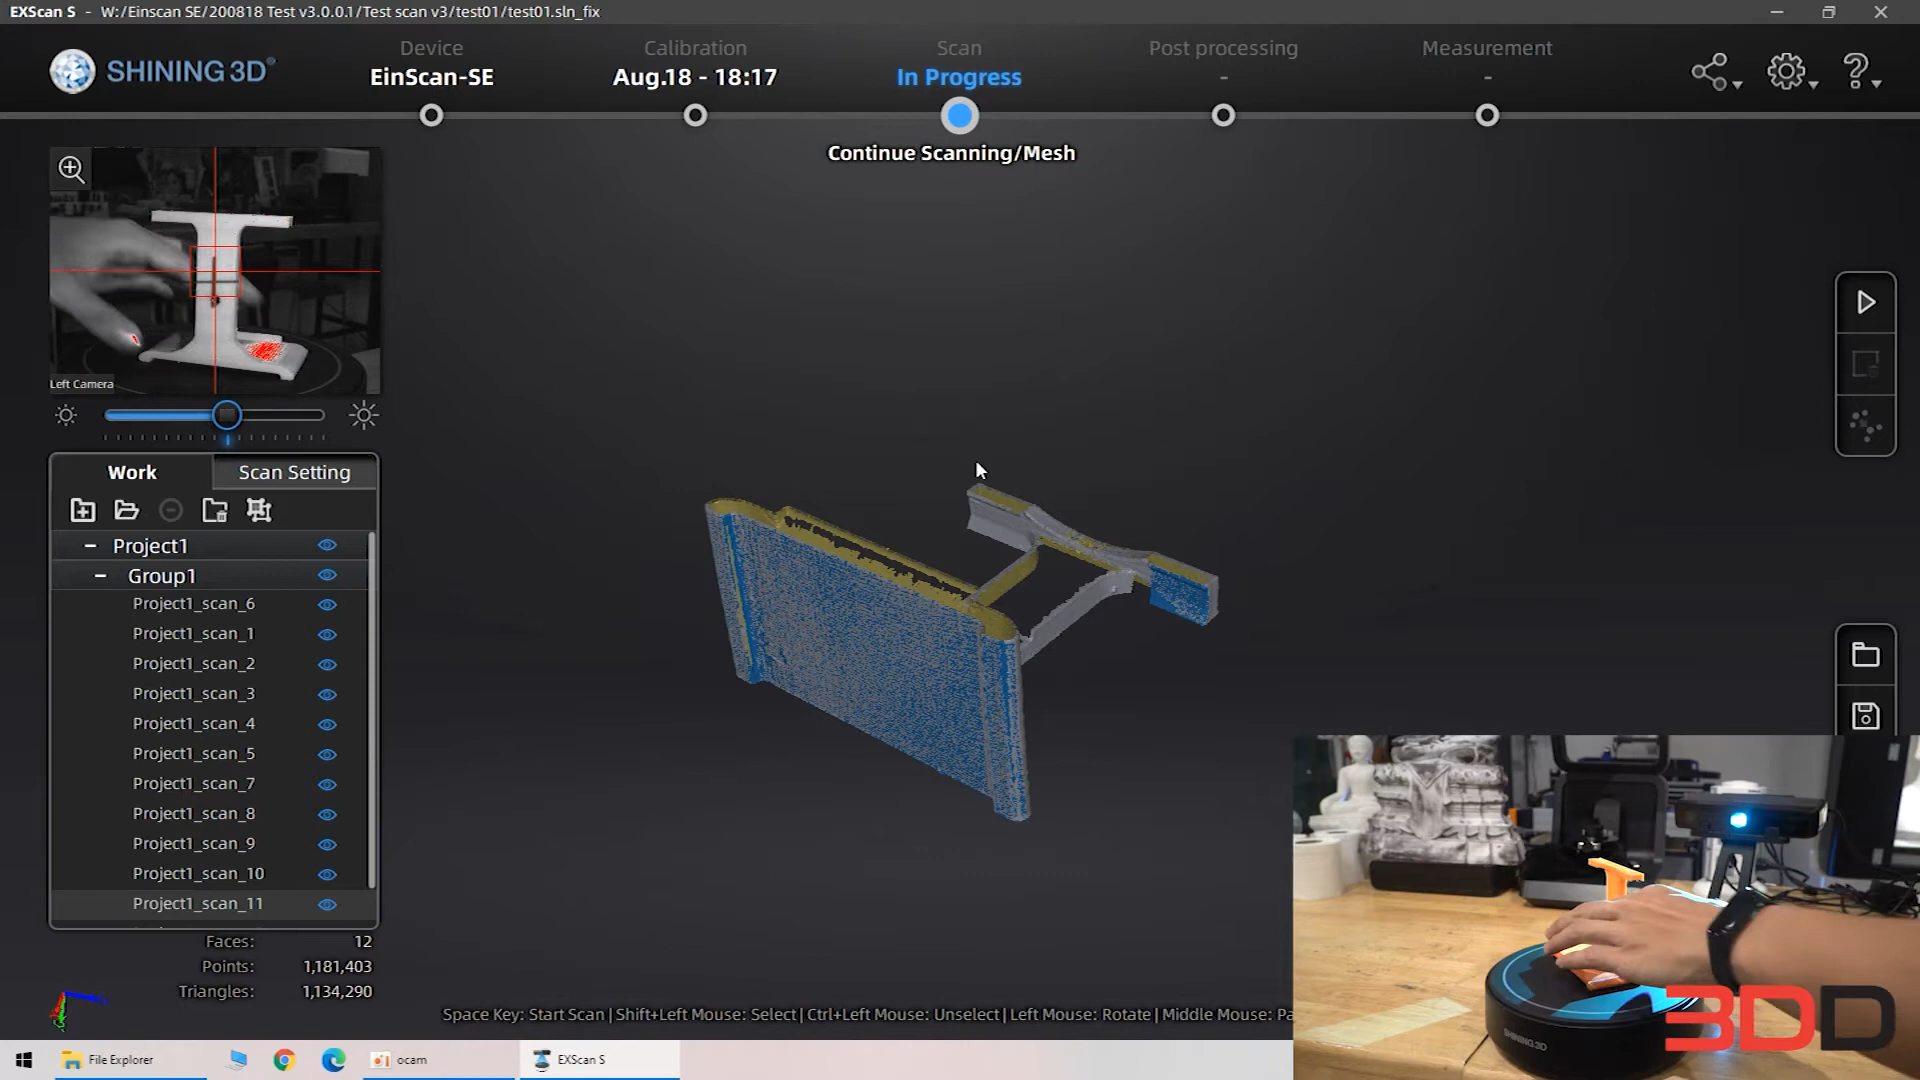 EXScan S - W:/Einscan SE/200818 Test v3.0.0.1/Test scan v3/test01/test01.sln_fix
SHINING 3D®
Device
EinScan-SE
Calibration
Aug.18 - 18:17
Scan
In Progress
Post processing
-
Measurement
-
Continue Scanning/Mesh
Left Camera
Work
Scan Setting
Project1
Group1
Project1_scan_6
Project1_scan_1
Project1_scan_2
Project1_scan_3
Project1_scan_4
Project1_scan_5
Project1_scan_7
Project1_scan_8
Project1_scan_9
Project1_scan_10
Project1_scan_11
Faces: 12
Points: 1,181,403
Triangles: 1,134,290
Space Key: Start Scan | Shift+Left Mouse: Select | Ctrl+Left Mouse: Unselect | Left Mouse: Rotate | Middle Mouse: Pa
SHINING 3D
3DD
File Explorer
ocam
EXScan S